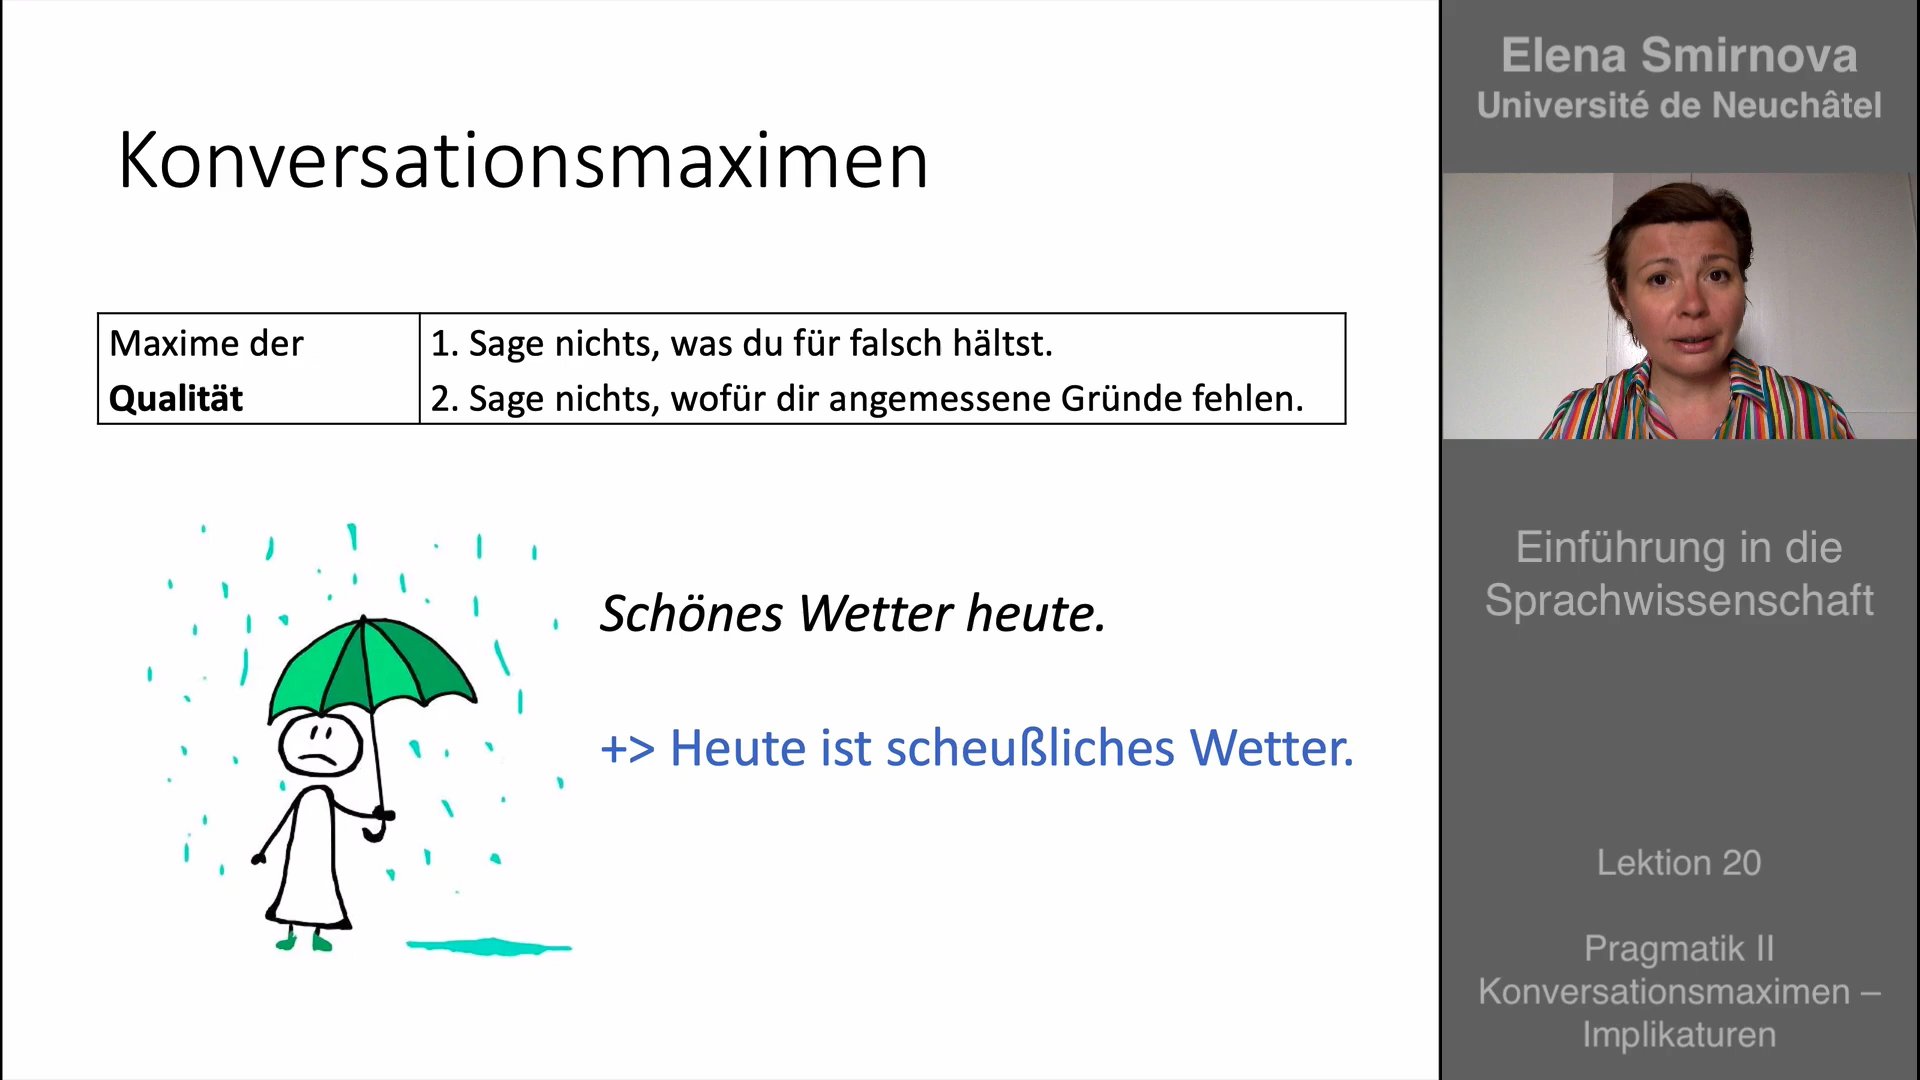 Konversationsmaximen
Maxime der
Qualität
1. Sage nichts, was du für falsch hältst.
2. Sage nichts, wofür dir angemessene Gründe fehlen.
Schönes Wetter heute.
+> Heute ist scheußliches Wetter.
Elena Smirnova
Université de Neuchâtel
Einführung in die
Sprachwissenschaft
Lektion 20
Pragmatik II
Konversationsmaximen –
Implikaturen